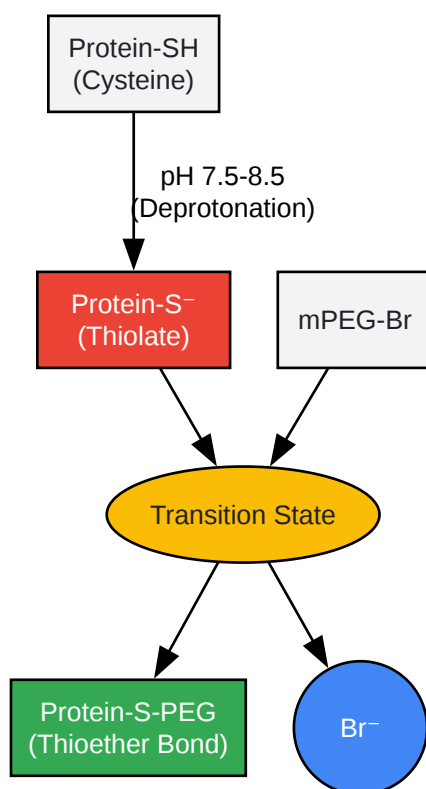 Protein-SH
(Cysteine)
pH 7.5-8.5
(Deprotonation)
Protein-S⁻
(Thiolate)
mPEG-Br
Transition State
Protein-S-PEG
(Thioether Bond)
Br⁻